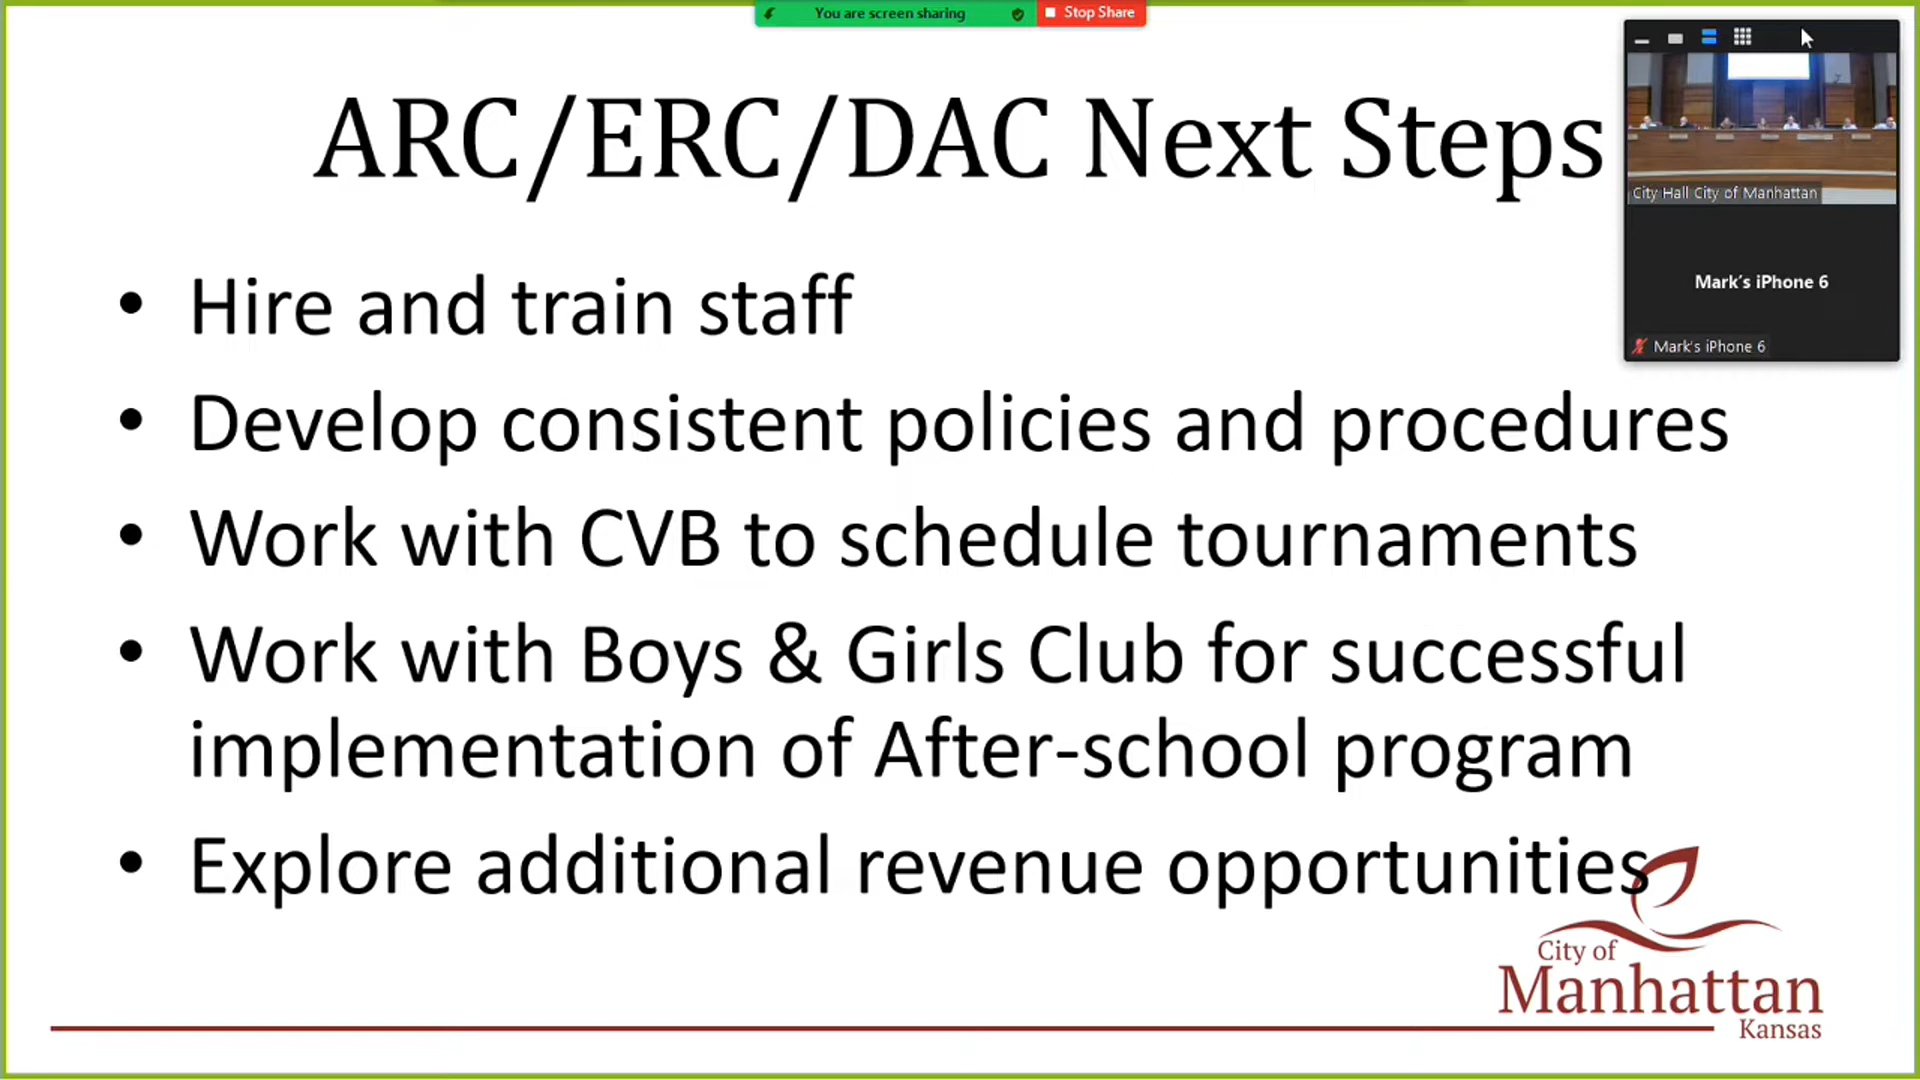 You are screen sharing
Stop Share
ARC/ERC/DAC Next Steps
City Hall City of Manhattan
Mark's iPhone 6
Mark's iPhone 6
• Hire and train staff
• Develop consistent policies and procedures
• Work with CVB to schedule tournaments
• Work with Boys & Girls Club for successful
implementation of After-school program
• Explore additional revenue opportunities
City of
Manhattan
Kansas